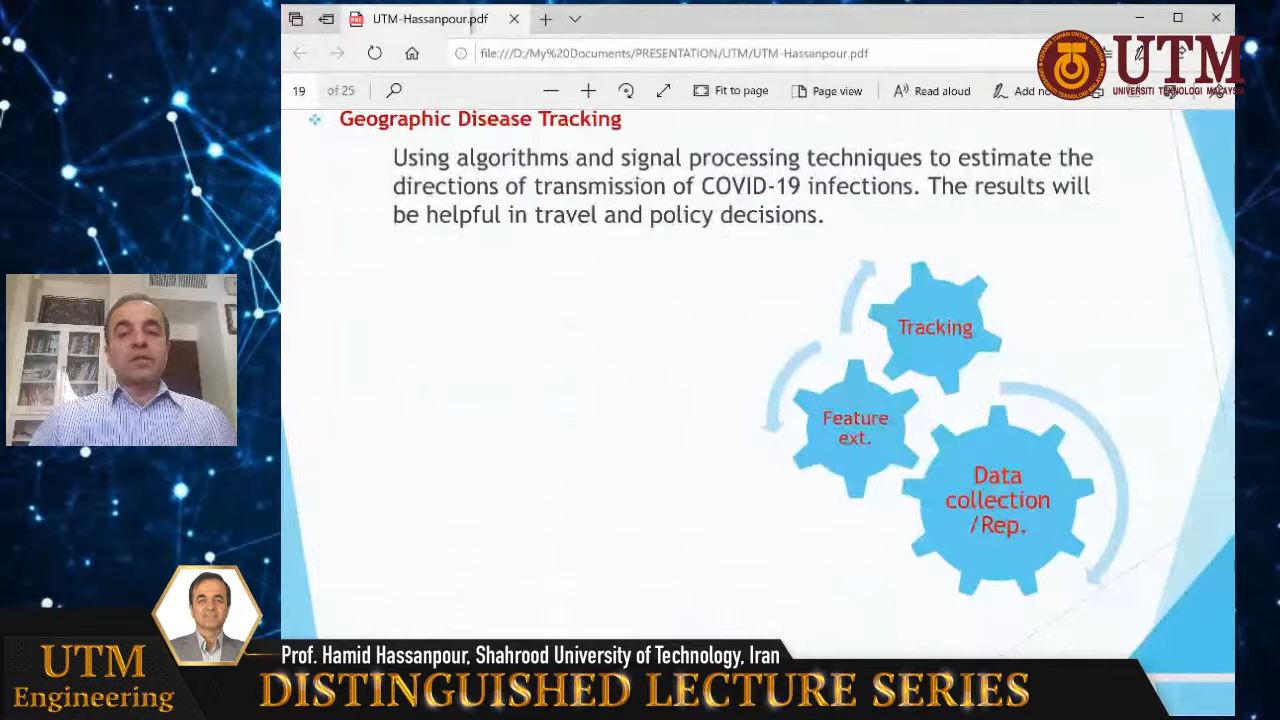 UTM-Hassanpour.pdf
file:///D:/My%20Documents/PRESENTATION/UTM/UTM-Hassanpour.pdf
UTM
UNIVERSITI TEKNOLOGI MALAYSIA
19 of 25
Fit to page
Page view
Read aloud
Geographic Disease Tracking
Using algorithms and signal processing techniques to estimate the
directions of transmission of COVID-19 infections. The results will
be helpful in travel and policy decisions.
Tracking
Feature
ext.
Data
collection
/Rep.
Prof. Hamid Hassanpour, Shahrood University of Technology, Iran
UTM
Engineering
DISTINGUISHED LECTURE SERIES